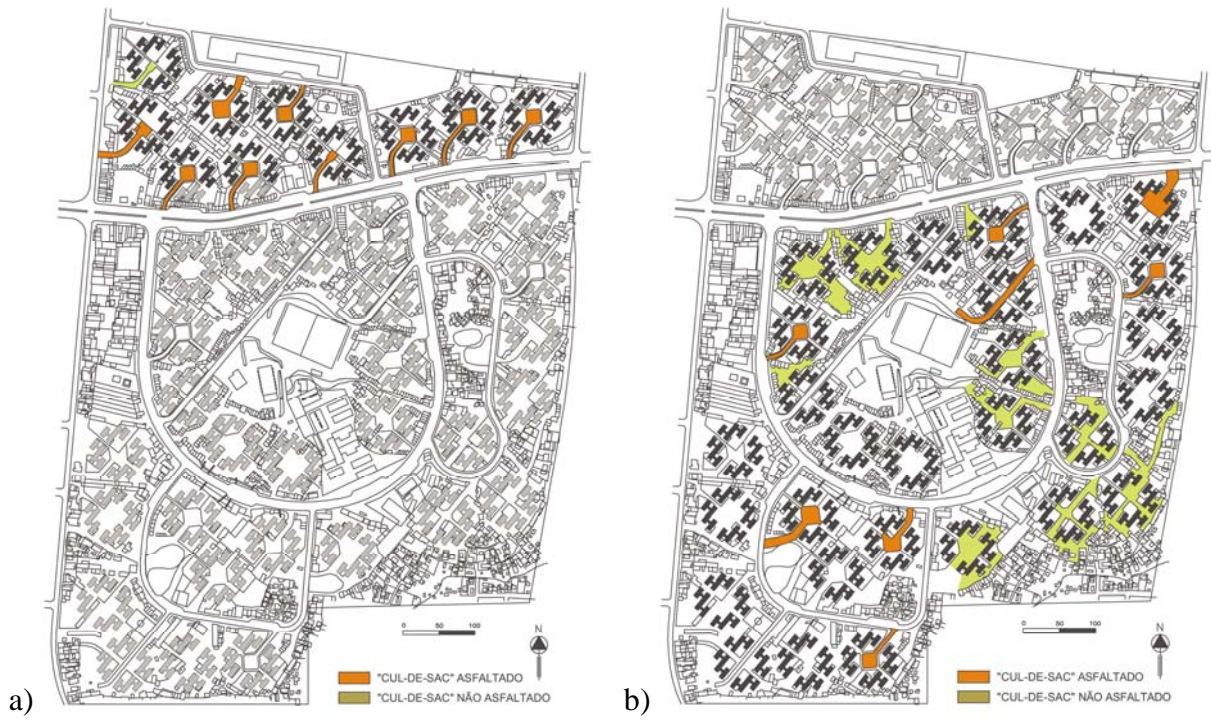 0 50 100
N
"CUL-DE-SAC" ASFALTADO
"CUL-DE-SAC" NÃO ASFALTADO
a)
0 50 100
N
"CUL-DE-SAC" ASFALTADO
"CUL-DE-SAC" NÃO ASFALTADO
b)